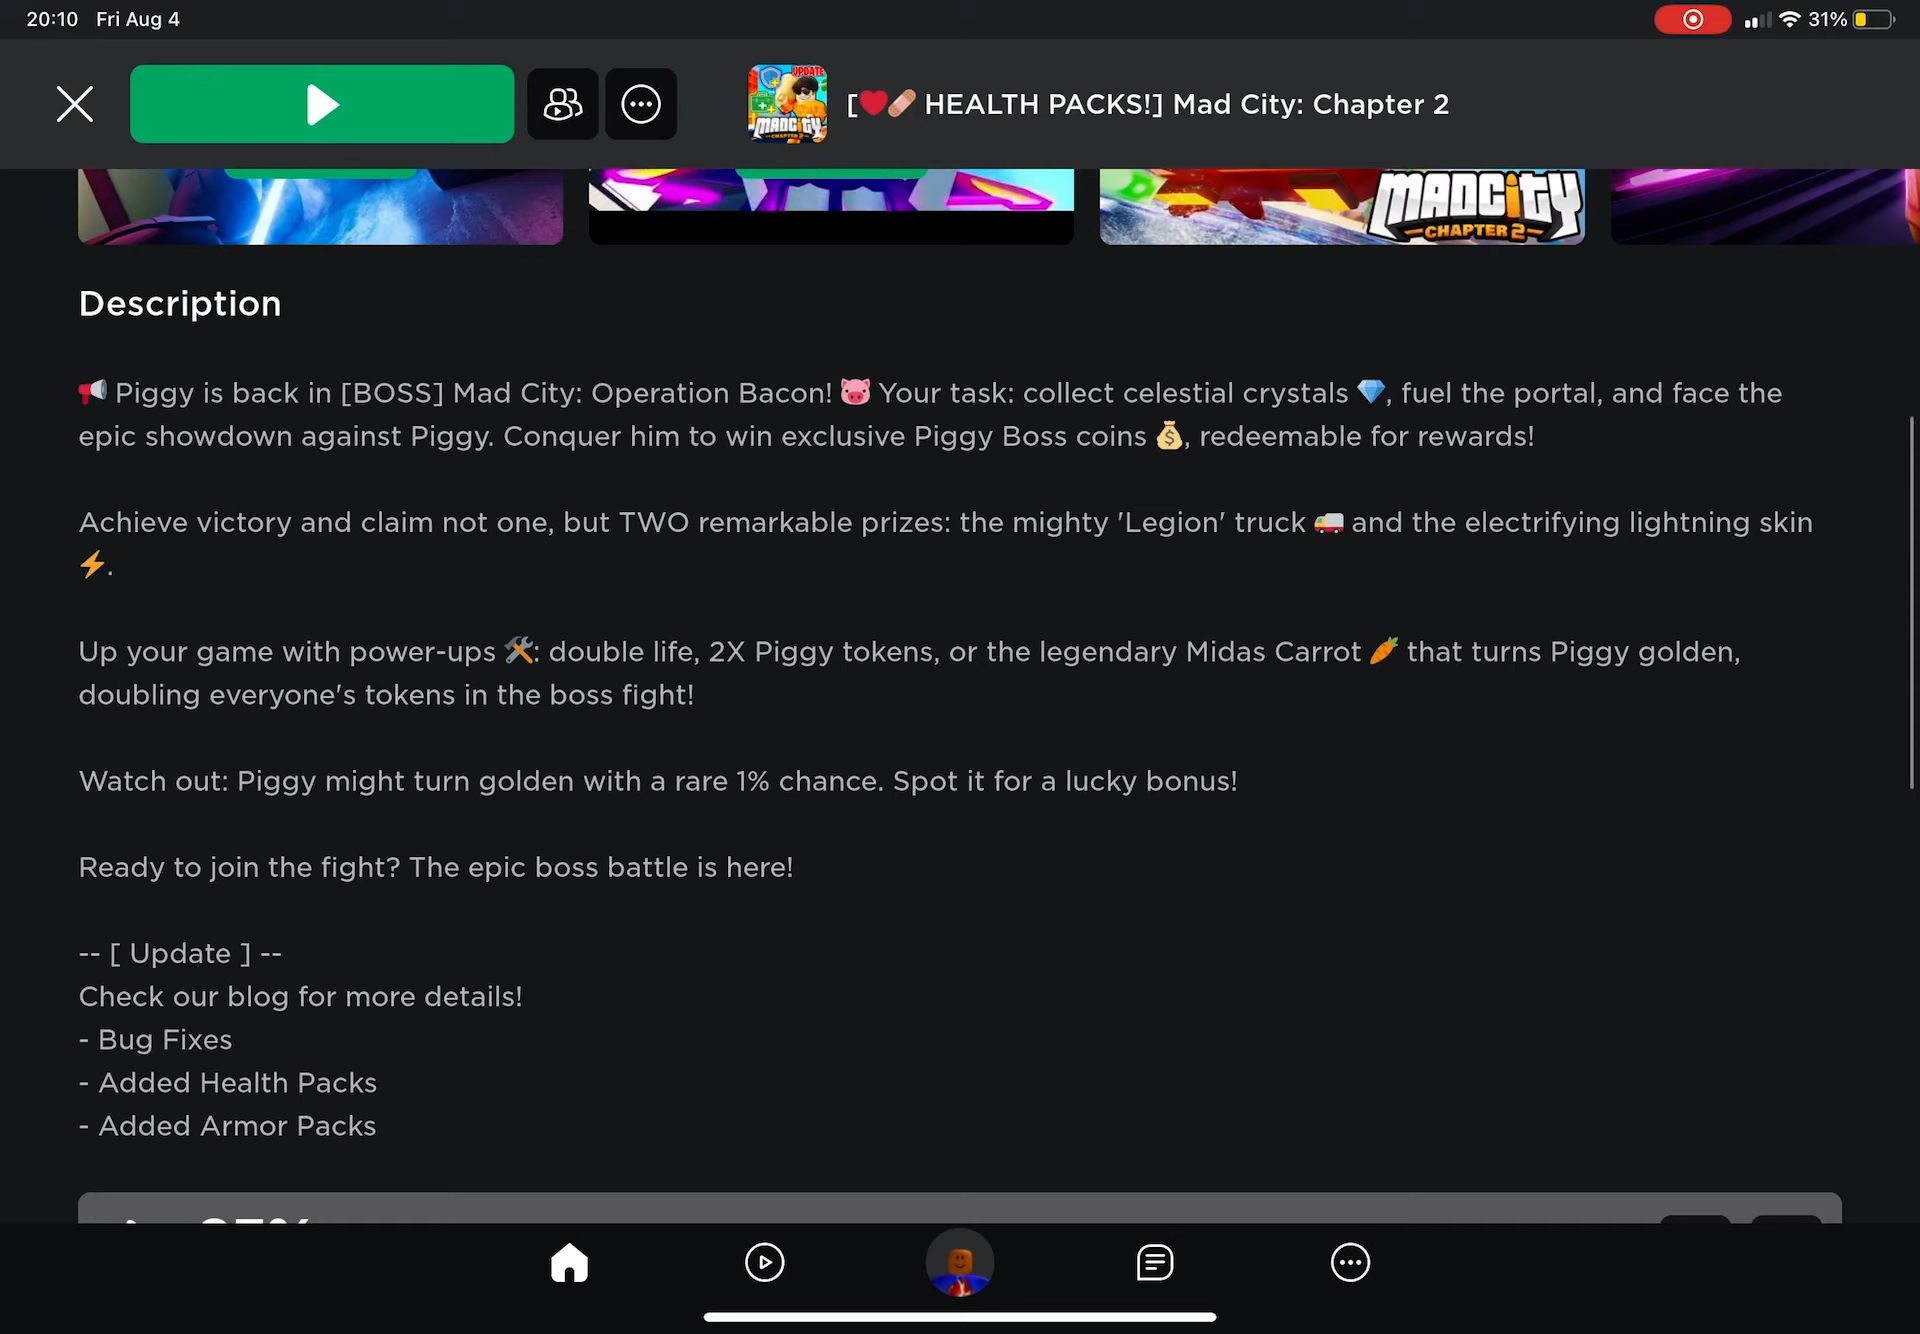 20:10 Fri Aug 4
31%
UPDATE
MADCITY
CHAPTER 2
[❤️🩹 HEALTH PACKS!] Mad City: Chapter 2
MADCITY
CHAPTER 2
Description
📢 Piggy is back in [BOSS] Mad City: Operation Bacon! 🐷 Your task: collect celestial crystals 💎, fuel the portal, and face the
epic showdown against Piggy. Conquer him to win exclusive Piggy Boss coins 💰, redeemable for rewards!
Achieve victory and claim not one, but TWO remarkable prizes: the mighty 'Legion' truck 🚚 and the electrifying lightning skin
⚡.
Up your game with power-ups 🛠️: double life, 2X Piggy tokens, or the legendary Midas Carrot 🥕 that turns Piggy golden,
doubling everyone's tokens in the boss fight!
Watch out: Piggy might turn golden with a rare 1% chance. Spot it for a lucky bonus!
Ready to join the fight? The epic boss battle is here!
-- [ Update ] --
Check our blog for more details!
- Bug Fixes
- Added Health Packs
- Added Armor Packs